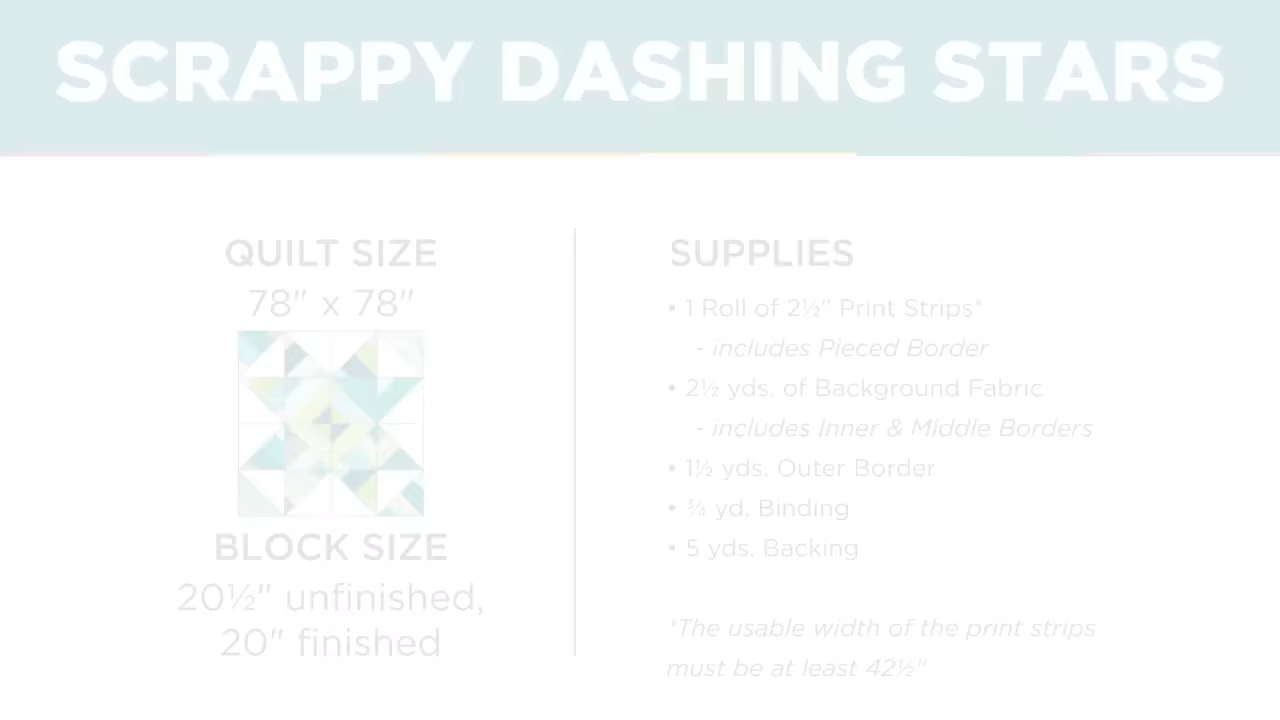 SCRAPPY DASHING STARS
QUILT SIZE
78" x 78"
BLOCK SIZE
20½" unfinished,
20" finished
SUPPLIES
• 1 Roll of 2½" Print Strips*
- includes Pieced Border
• 2½ yds. of Background Fabric
- includes Inner & Middle Borders
• 1½ yds. Outer Border
• ¾ yd. Binding
• 5 yds. Backing
*The usable width of the print strips
must be at least 42½"